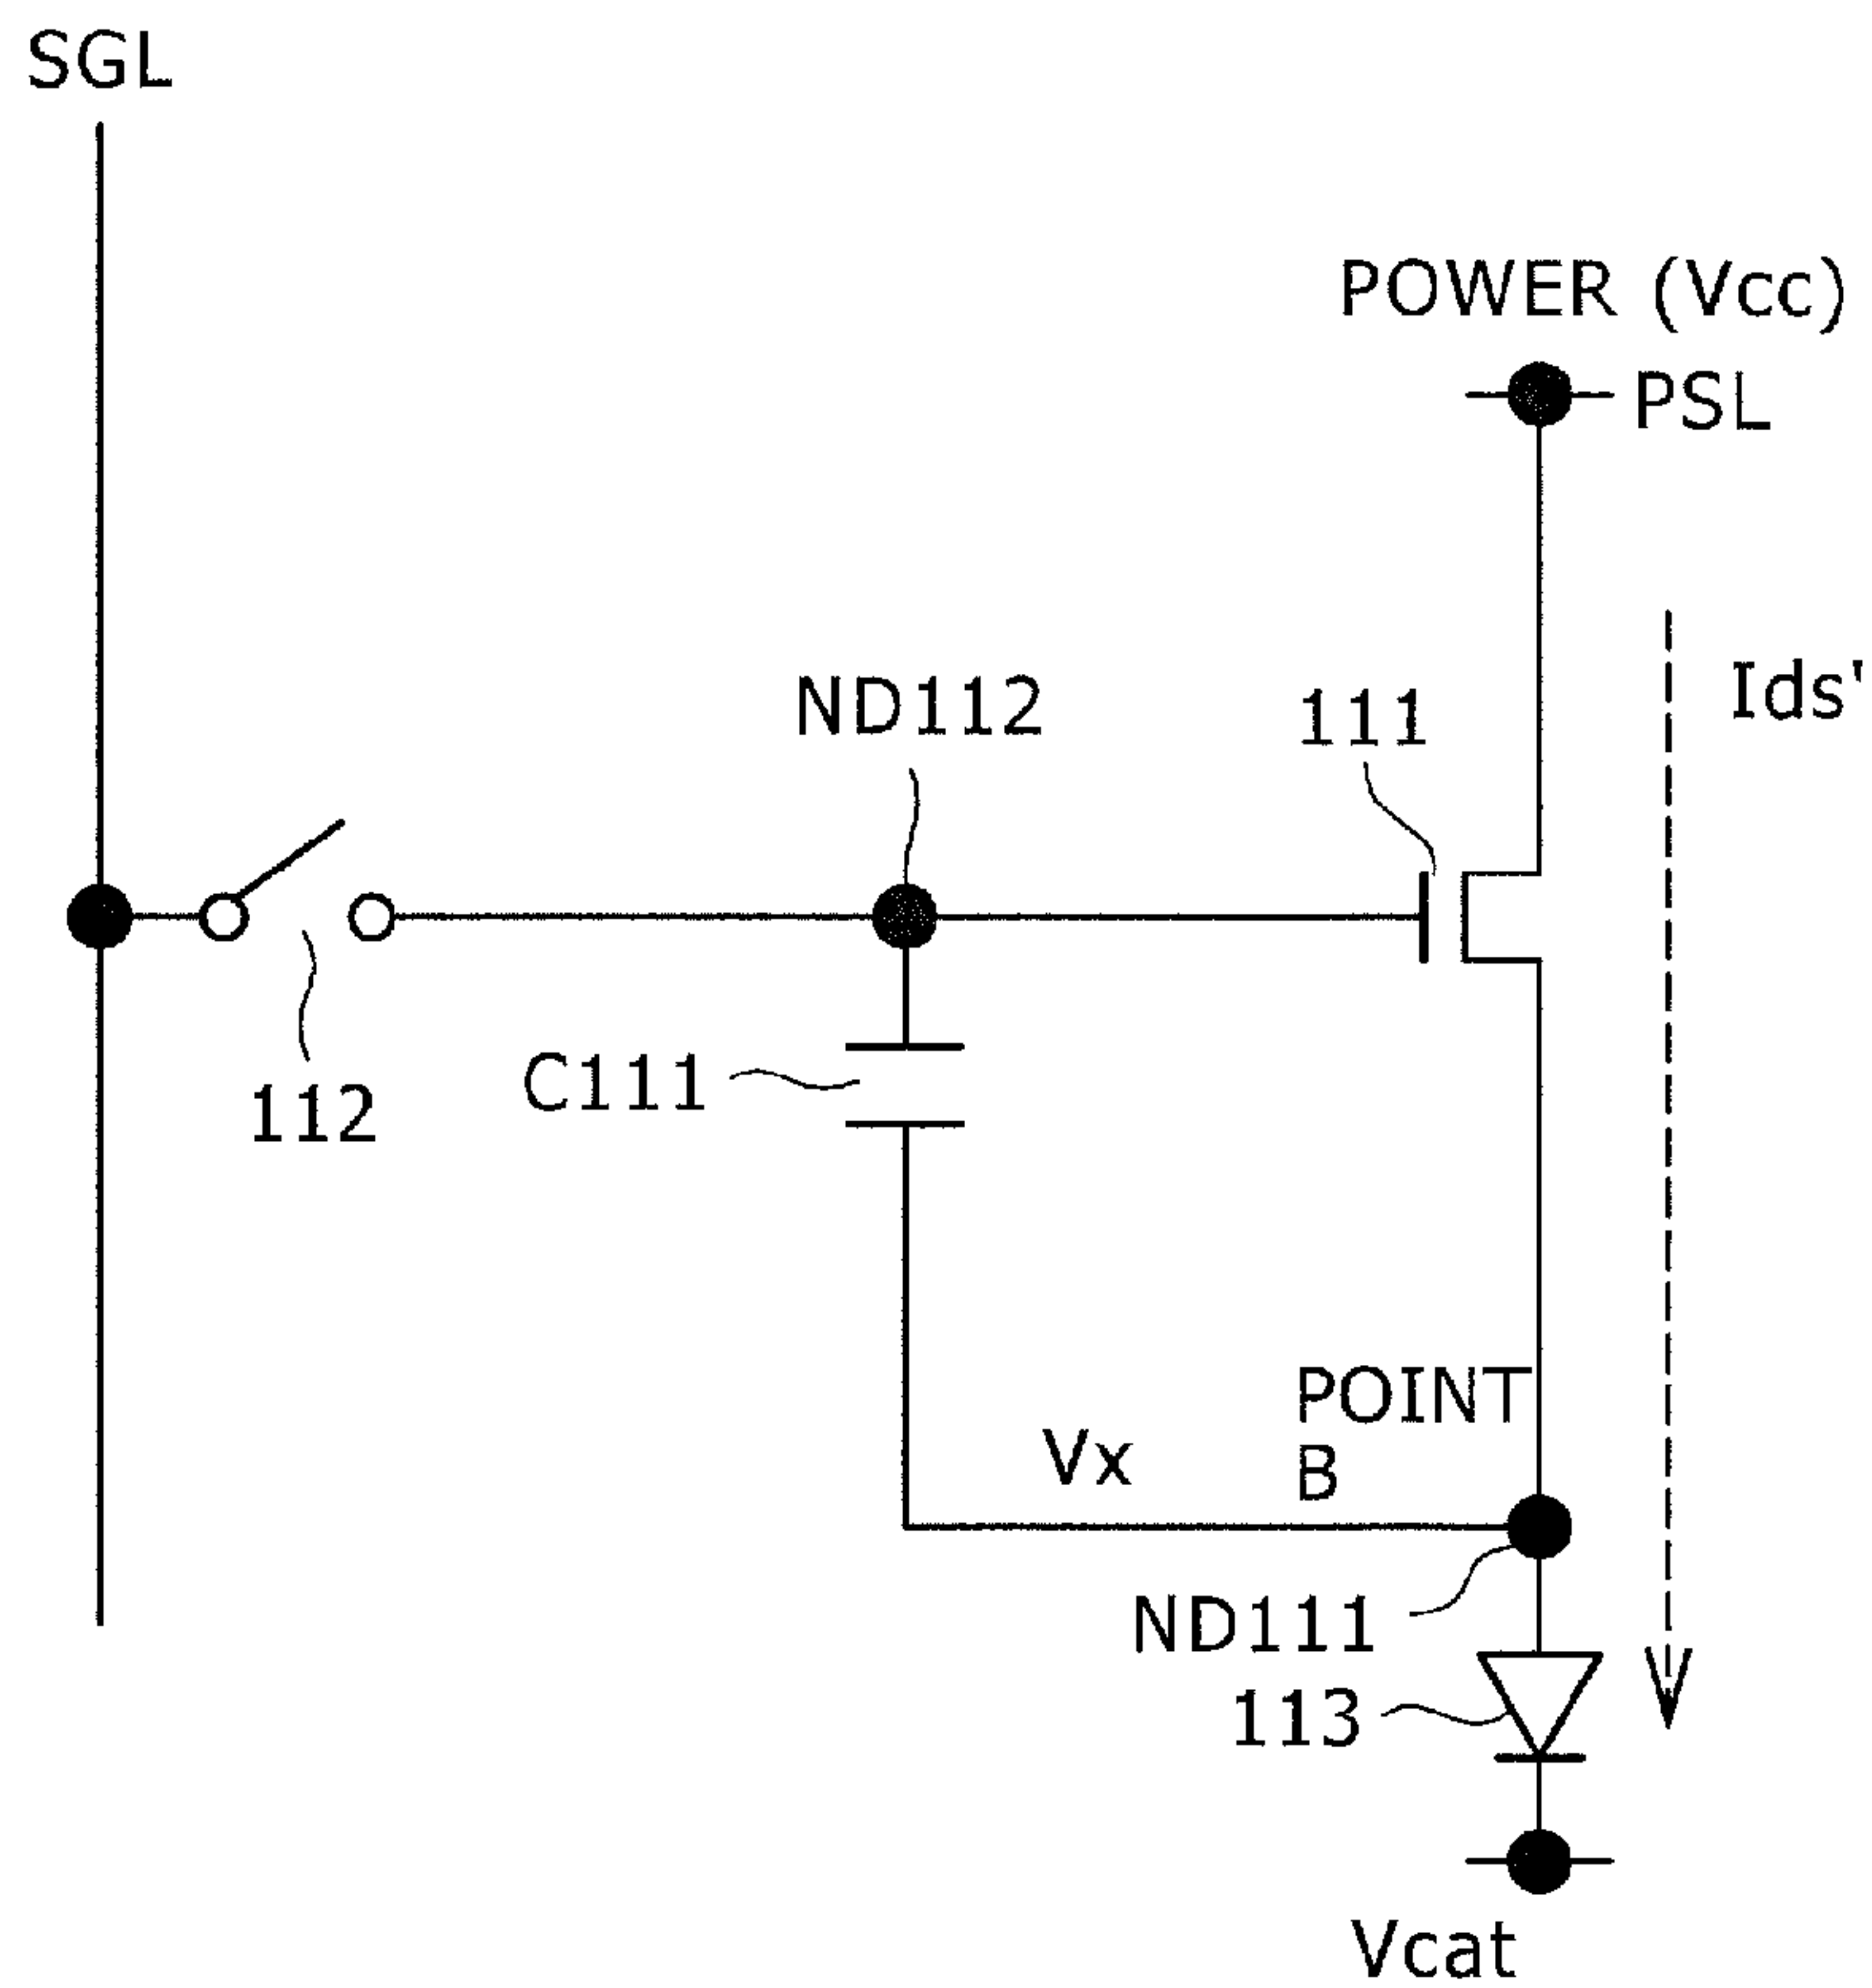 SGL
POWER (Vcc)
PSL
Ids'
ND112
111
C111
112
POINT
B
Vx
ND111
113
Vcat